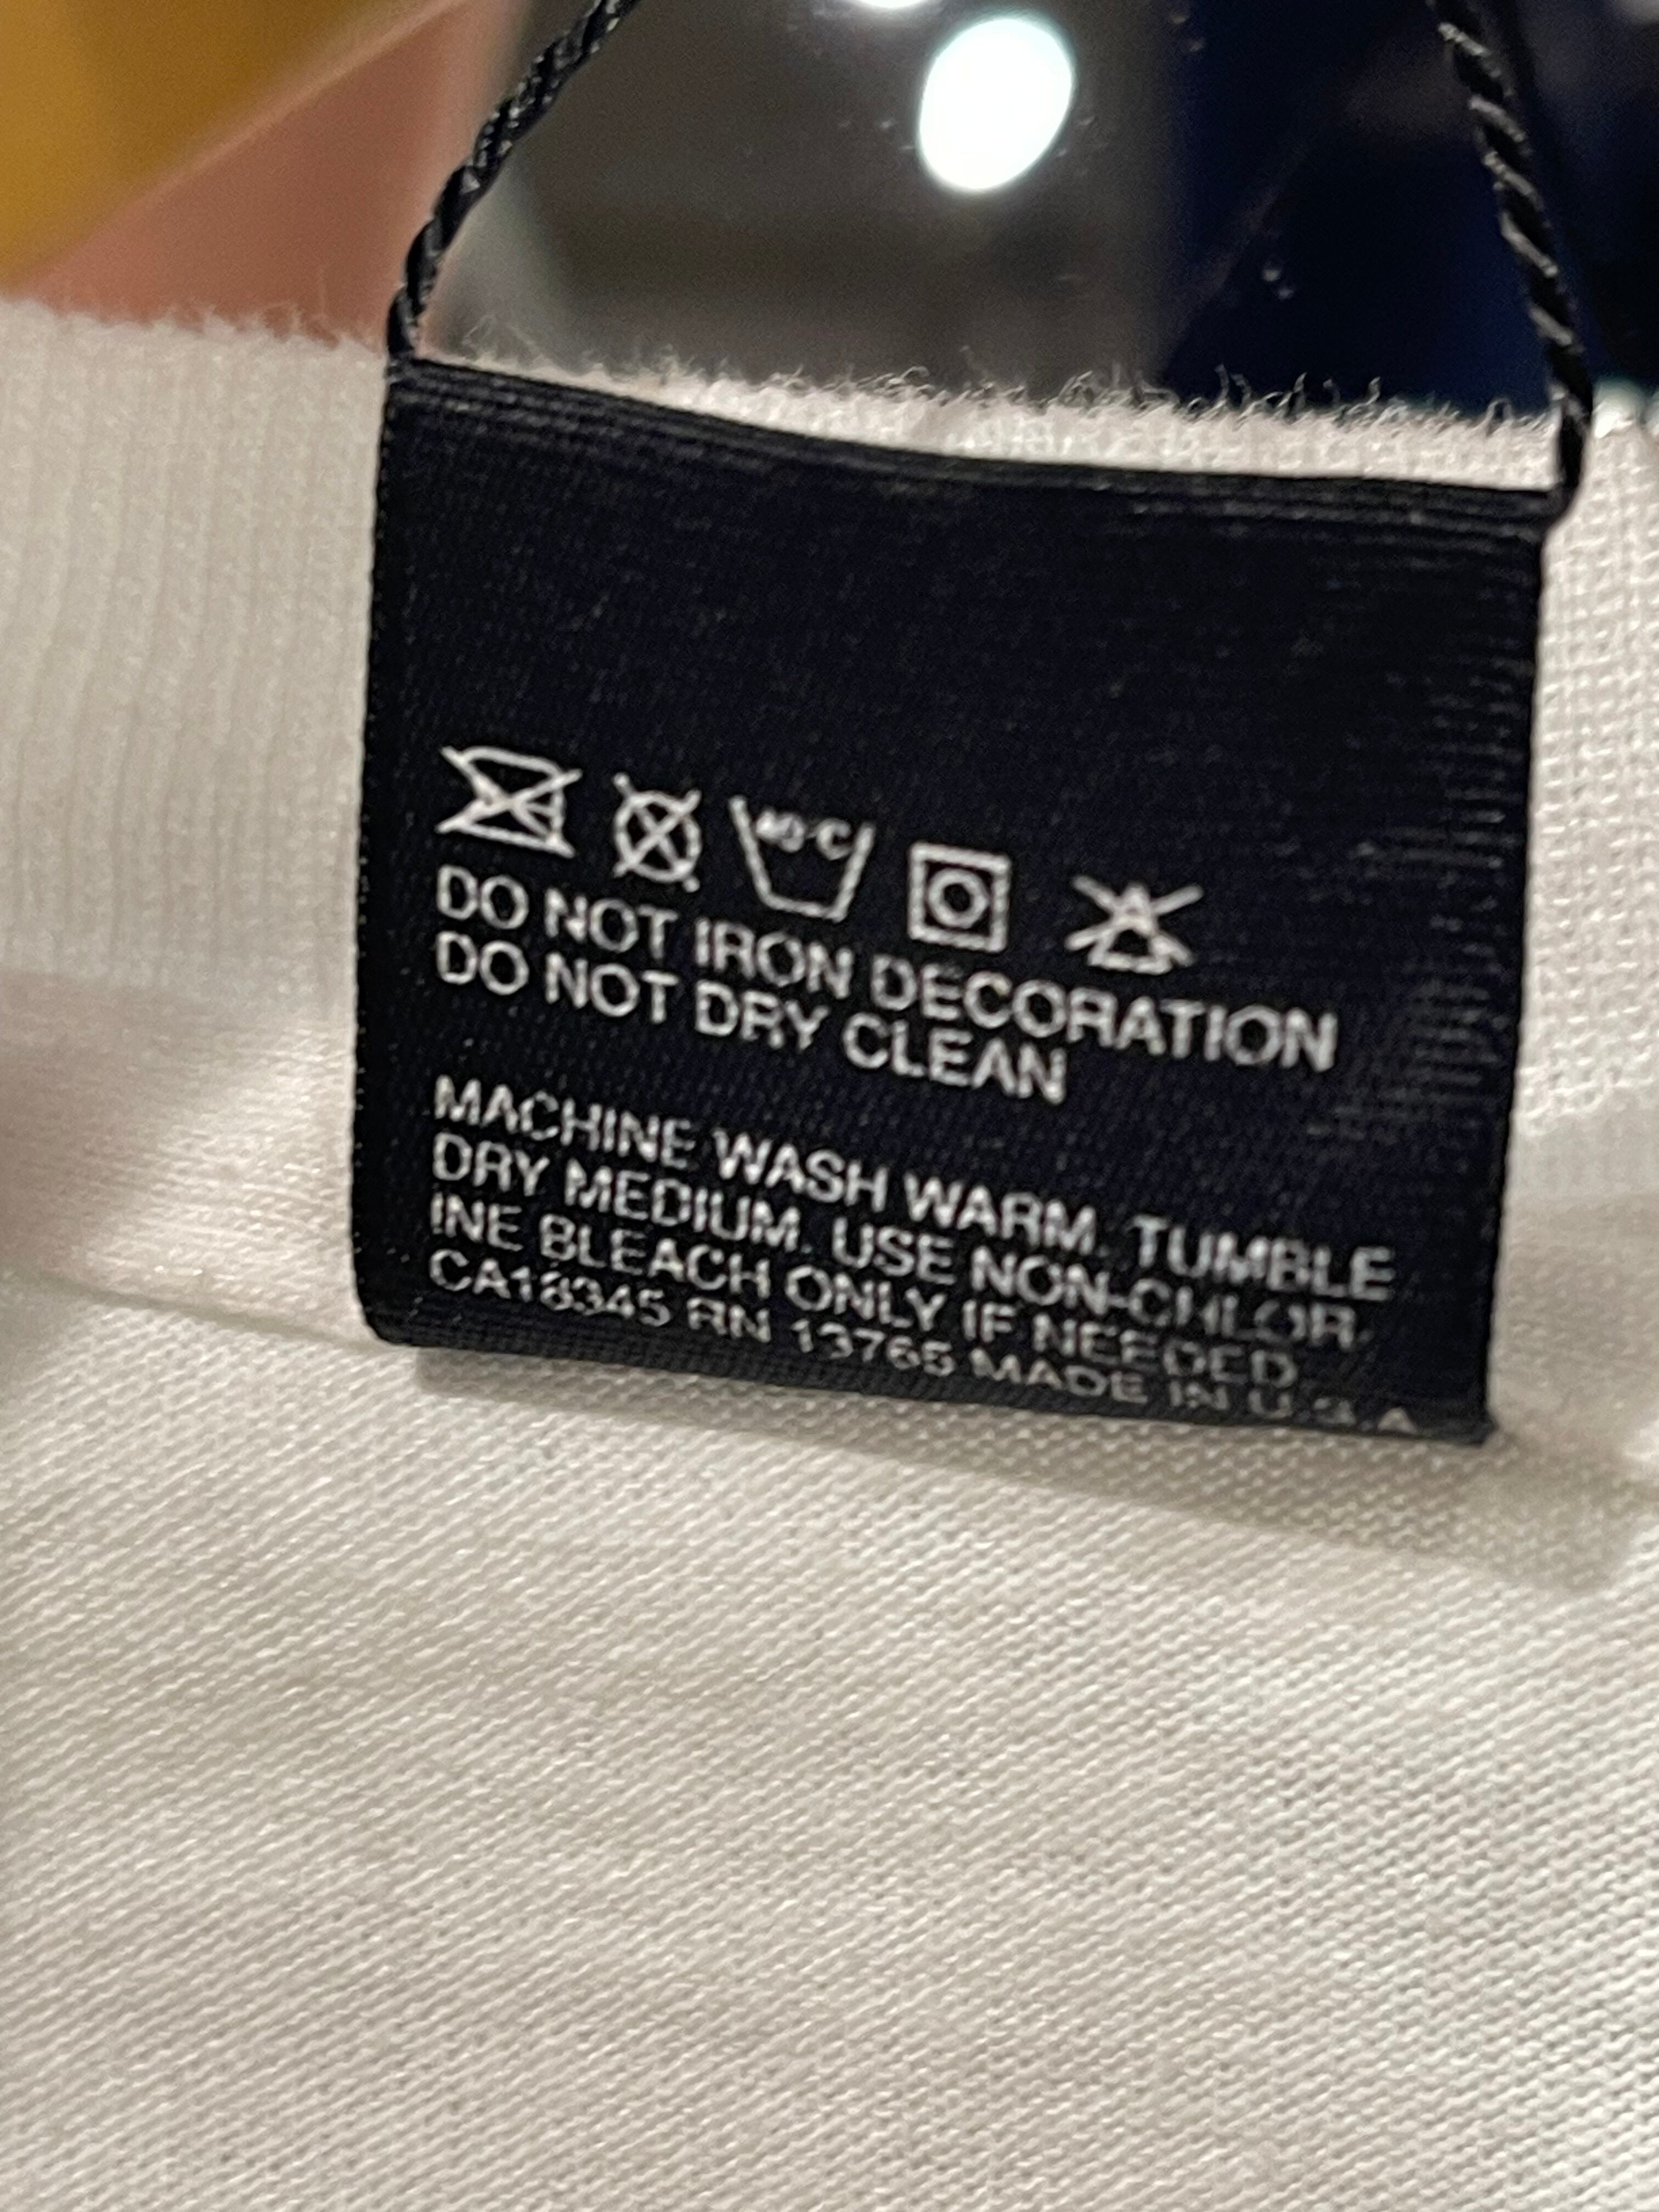 40°C
DO NOT IRON DECORATION
DO NOT DRY CLEAN
MACHINE WASH WARM. TUMBLE
DRY MEDIUM. USE NON-CHLOR-
INE BLEACH ONLY IF NEEDED
CA18345 RN 13765 MADE IN U.S.A